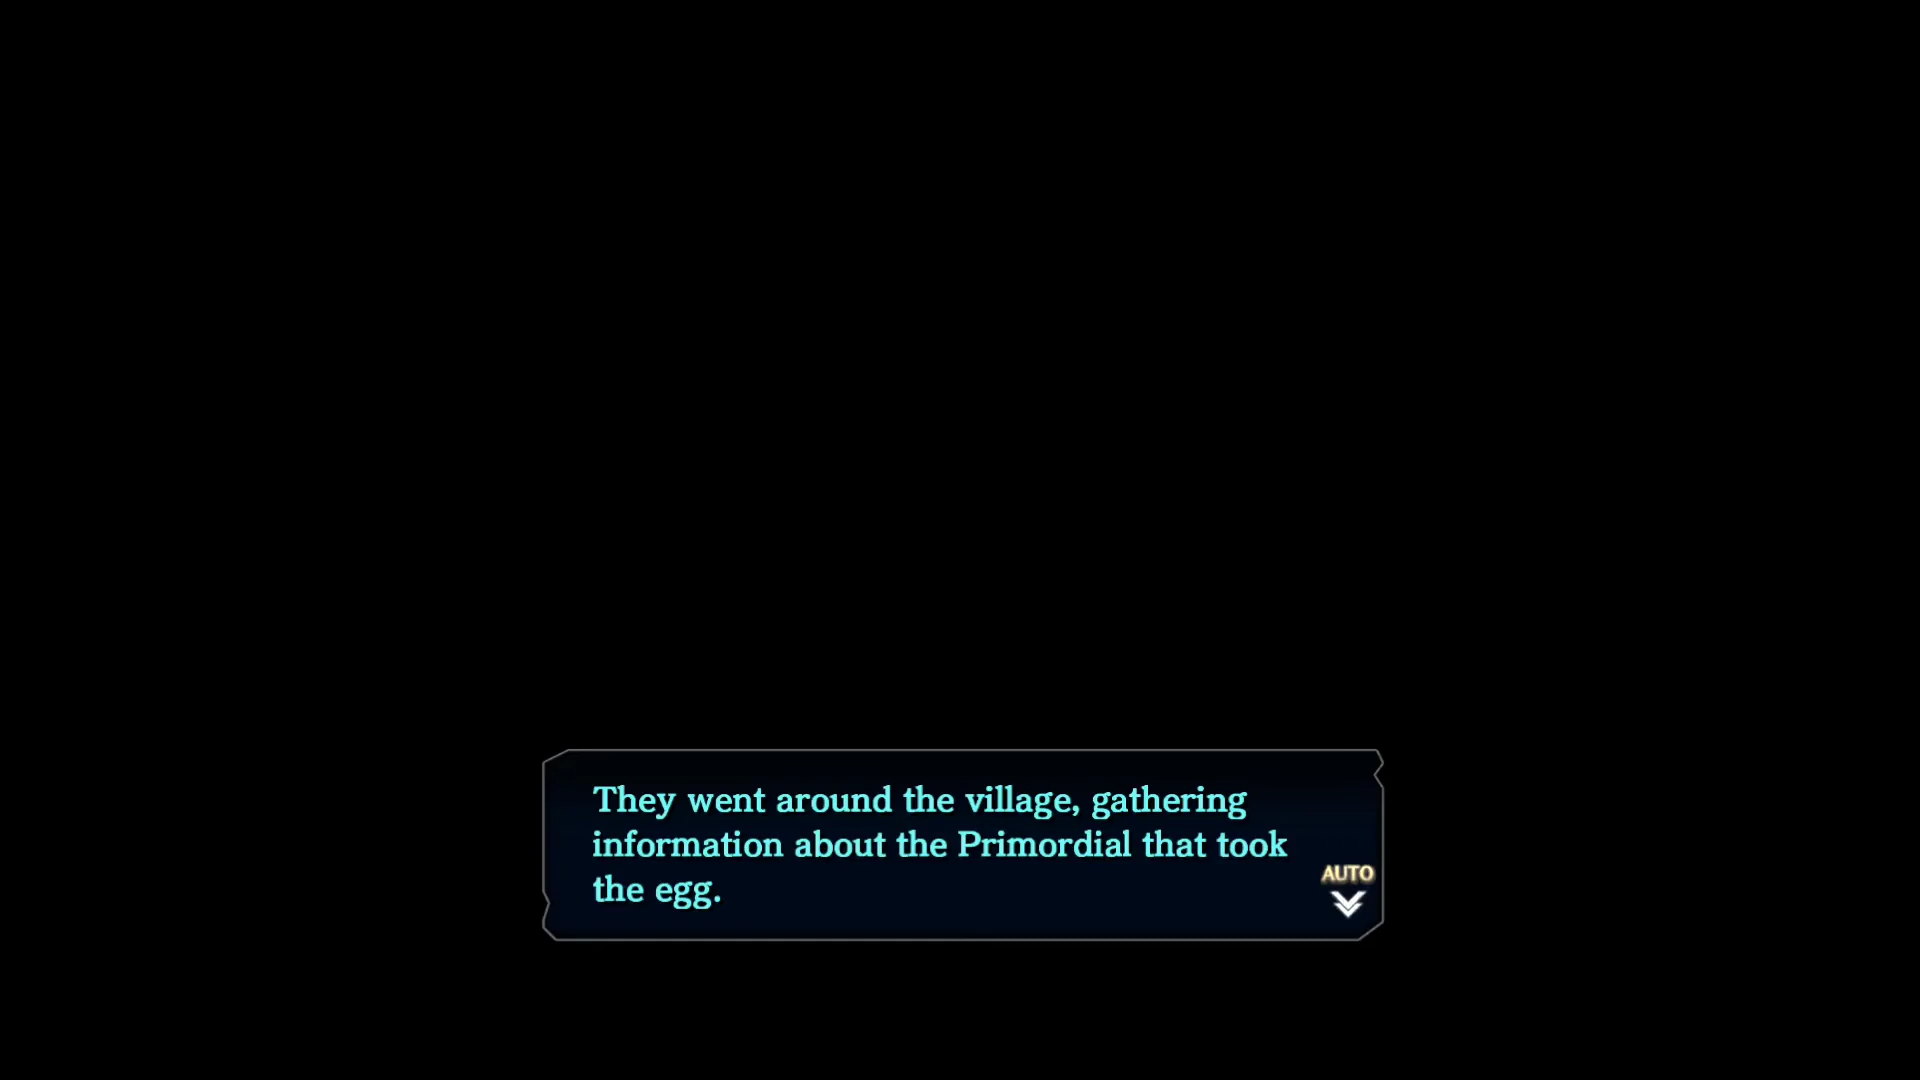 They went around the village, gathering
information about the Primordial that took
the egg.
AUTO